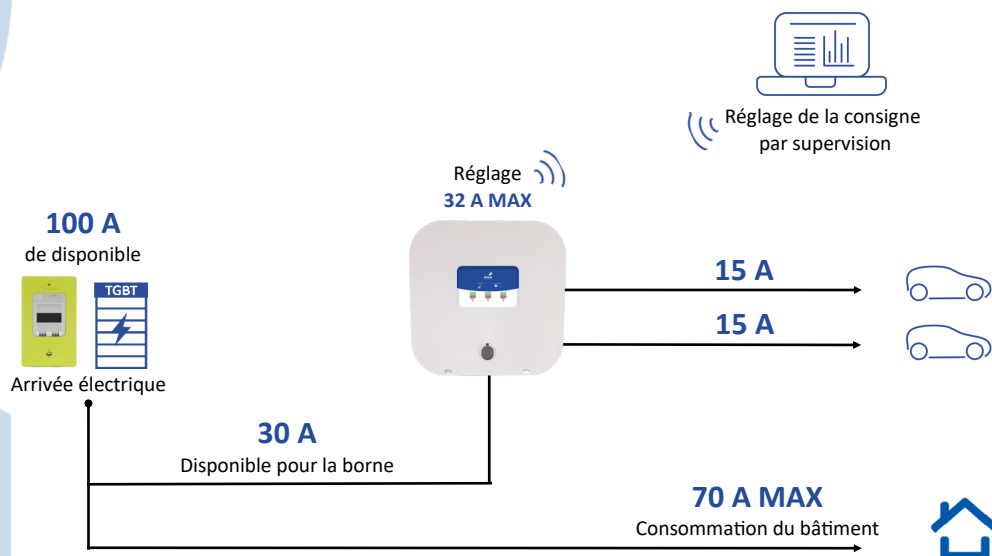 Réglage de la consigne
par supervision
Réglage
32 A MAX
100 A
de disponible
TGBT
Arrivée électrique
15 A
15 A
30 A
Disponible pour la borne
70 A MAX
Consommation du bâtiment